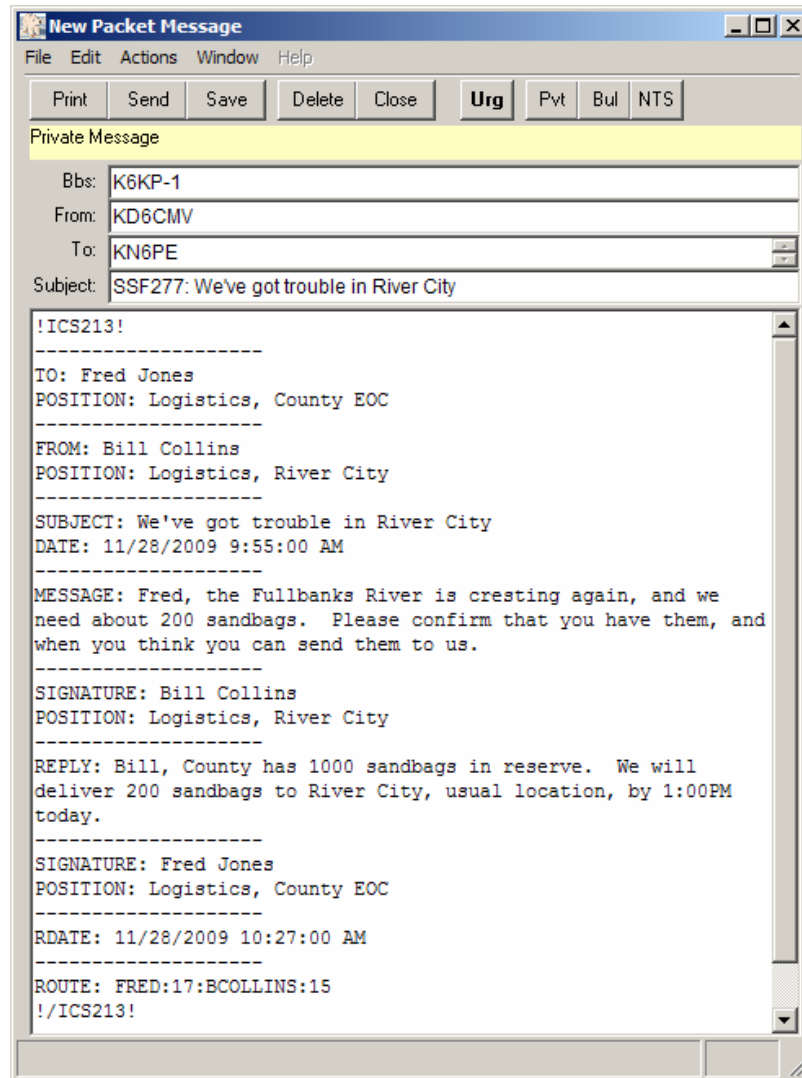 New Packet Message
File Edit Actions Window Help
Print Send Save Delete Close Urg Pvt Bul NTS
Private Message
Bbs: K6KP-1
From: KD6CMV
To: KN6PE
Subject: SSF277: We've got trouble in River City
!ICS213!
--------------------
TO: Fred Jones
POSITION: Logistics, County EOC
--------------------
FROM: Bill Collins
POSITION: Logistics, River City
--------------------
SUBJECT: We've got trouble in River City
DATE: 11/28/2009 9:55:00 AM
--------------------
MESSAGE: Fred, the Fullbanks River is cresting again, and we
need about 200 sandbags.  Please confirm that you have them, and
when you think you can send them to us.
--------------------
SIGNATURE: Bill Collins
POSITION: Logistics, River City
--------------------
REPLY: Bill, County has 1000 sandbags in reserve.  We will
deliver 200 sandbags to River City, usual location, by 1:00PM
today.
--------------------
SIGNATURE: Fred Jones
POSITION: Logistics, County EOC
--------------------
RDATE: 11/28/2009 10:27:00 AM
--------------------
ROUTE: FRED:17:BCOLLINS:15
!/ICS213!